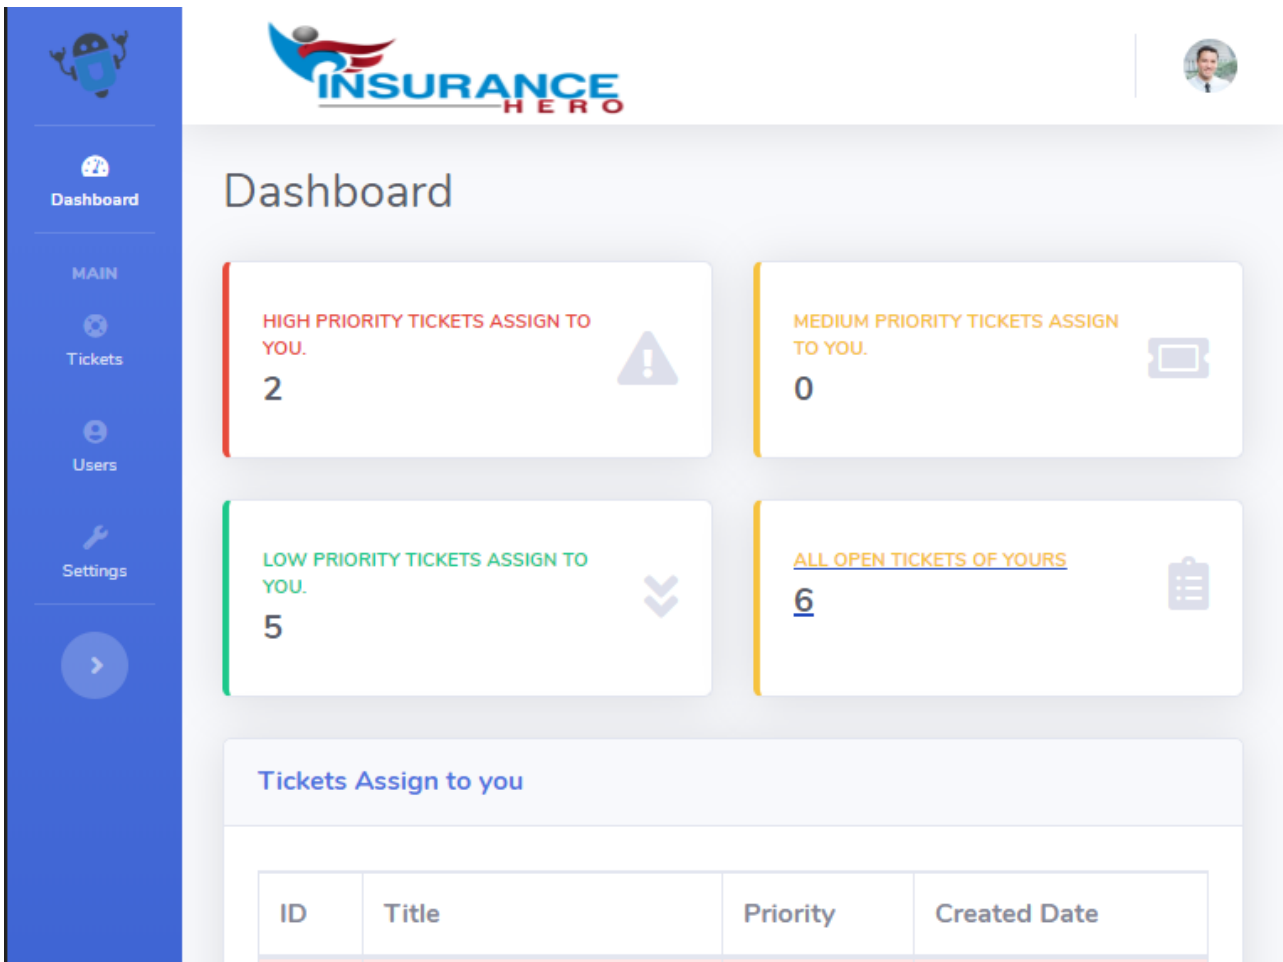 INSURANCE
HERO
Dashboard
MAIN
Tickets
Users
Settings
Dashboard
HIGH PRIORITY TICKETS ASSIGN TO
YOU.
2
MEDIUM PRIORITY TICKETS ASSIGN
TO YOU.
0
LOW PRIORITY TICKETS ASSIGN TO
YOU.
5
ALL OPEN TICKETS OF YOURS
6
Tickets Assign to you
ID Title Priority Created Date